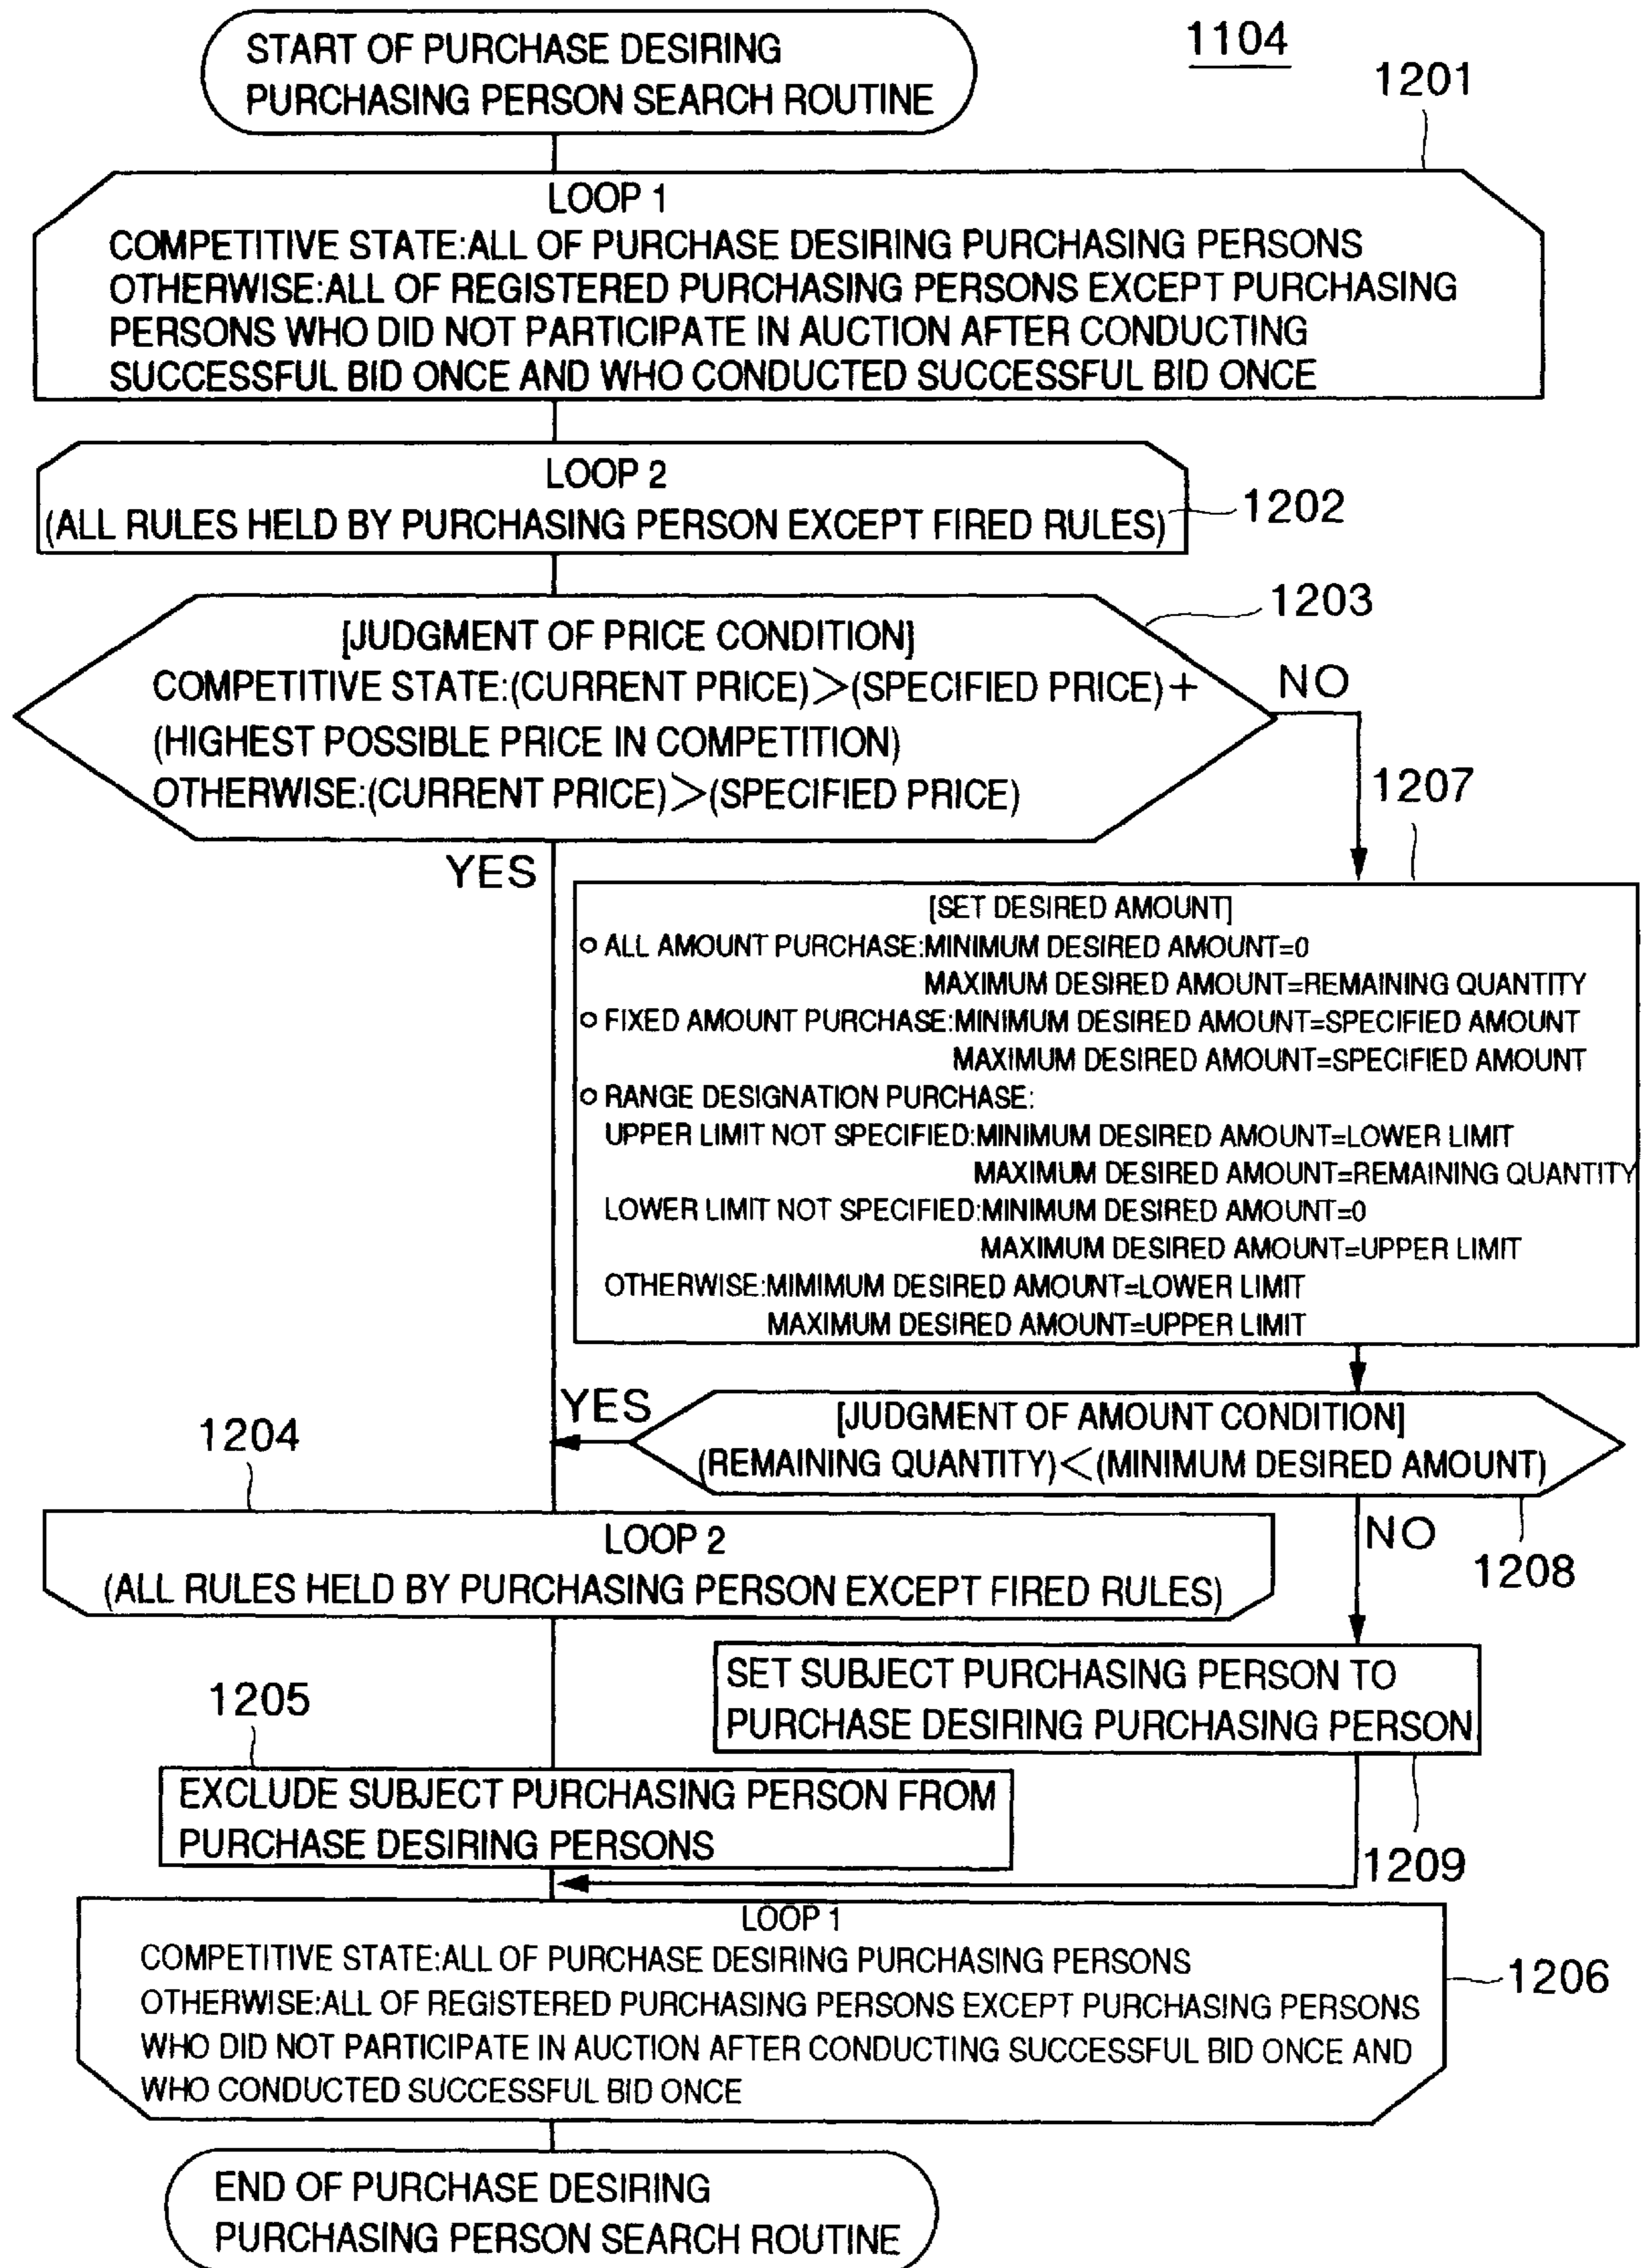 START OF PURCHASE DESIRING
PURCHASING PERSON SEARCH ROUTINE
1104
1201
LOOP 1
COMPETITIVE STATE:ALL OF PURCHASE DESIRING PURCHASING PERSONS
OTHERWISE:ALL OF REGISTERED PURCHASING PERSONS EXCEPT PURCHASING
PERSONS WHO DID NOT PARTICIPATE IN AUCTION AFTER CONDUCTING
SUCCESSFUL BID ONCE AND WHO CONDUCTED SUCCESSFUL BID ONCE
LOOP 2
(ALL RULES HELD BY PURCHASING PERSON EXCEPT FIRED RULES)
1202
1203
[JUDGMENT OF PRICE CONDITION]
COMPETITIVE STATE:(CURRENT PRICE)>(SPECIFIED PRICE)+
(HIGHEST POSSIBLE PRICE IN COMPETITION)
OTHERWISE:(CURRENT PRICE)>(SPECIFIED PRICE)
NO
YES
1207
[SET DESIRED AMOUNT]
○ ALL AMOUNT PURCHASE:MINIMUM DESIRED AMOUNT=0
MAXIMUM DESIRED AMOUNT=REMAINING QUANTITY
○ FIXED AMOUNT PURCHASE:MINIMUM DESIRED AMOUNT=SPECIFIED AMOUNT
MAXIMUM DESIRED AMOUNT=SPECIFIED AMOUNT
○ RANGE DESIGNATION PURCHASE:
UPPER LIMIT NOT SPECIFIED:MINIMUM DESIRED AMOUNT=LOWER LIMIT
MAXIMUM DESIRED AMOUNT=REMAINING QUANTITY
LOWER LIMIT NOT SPECIFIED:MINIMUM DESIRED AMOUNT=0
MAXIMUM DESIRED AMOUNT=UPPER LIMIT
OTHERWISE:MIMIMUM DESIRED AMOUNT=LOWER LIMIT
MAXIMUM DESIRED AMOUNT=UPPER LIMIT
YES
[JUDGMENT OF AMOUNT CONDITION]
(REMAINING QUANTITY)<(MINIMUM DESIRED AMOUNT)
NO
1208
1204
LOOP 2
(ALL RULES HELD BY PURCHASING PERSON EXCEPT FIRED RULES)
SET SUBJECT PURCHASING PERSON TO
PURCHASE DESIRING PURCHASING PERSON
1209
1205
EXCLUDE SUBJECT PURCHASING PERSON FROM
PURCHASE DESIRING PERSONS
LOOP 1
COMPETITIVE STATE:ALL OF PURCHASE DESIRING PURCHASING PERSONS
OTHERWISE:ALL OF REGISTERED PURCHASING PERSONS EXCEPT PURCHASING PERSONS
WHO DID NOT PARTICIPATE IN AUCTION AFTER CONDUCTING SUCCESSFUL BID ONCE AND
WHO CONDUCTED SUCCESSFUL BID ONCE
1206
END OF PURCHASE DESIRING
PURCHASING PERSON SEARCH ROUTINE